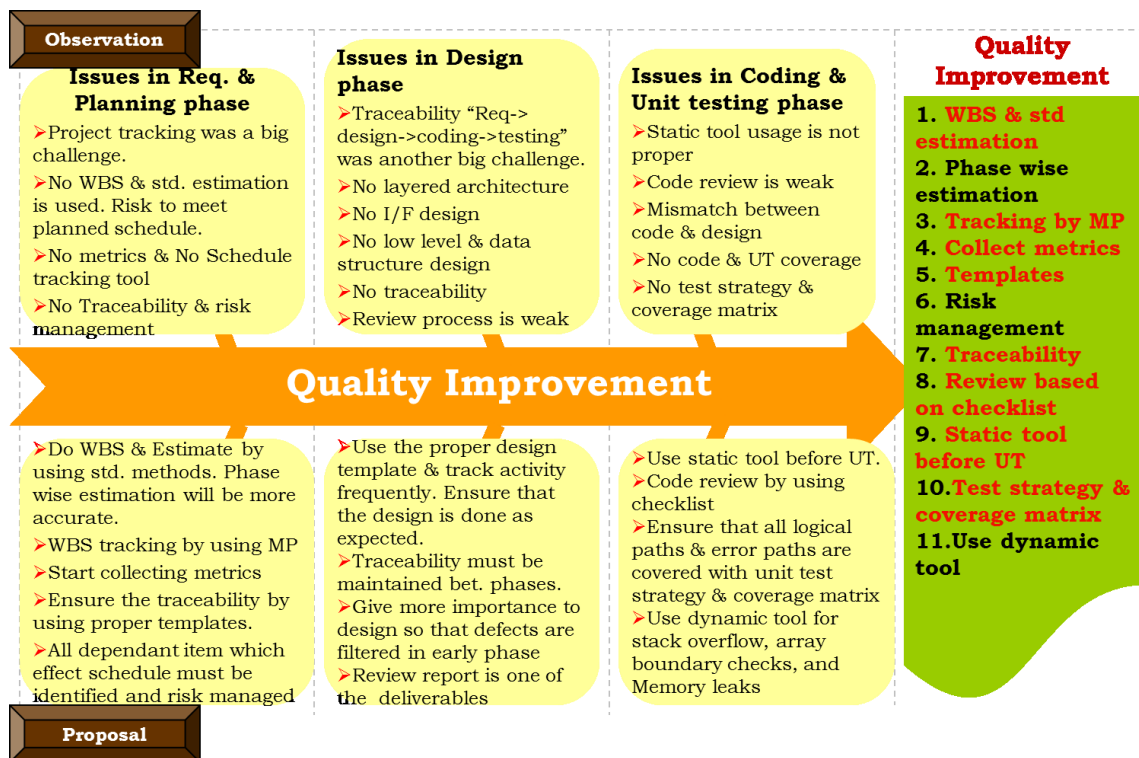 Observation
Issues in Req. &
Planning phase
➢Project tracking was a big
challenge.
➢No WBS & std. estimation
is used. Risk to meet
planned schedule.
➢No metrics & No Schedule
tracking tool
➢No Traceability & risk
management
Issues in Design
phase
➢Traceability “Req->
design->coding->testing”
was another big challenge.
➢No layered architecture
➢No I/F design
➢No low level & data
structure design
➢No traceability
➢Review process is weak
Issues in Coding &
Unit testing phase
➢Static tool usage is not
proper
➢Code review is weak
➢Mismatch between
code & design
➢No code & UT coverage
➢No test strategy &
coverage matrix
Quality Improvement
➢Do WBS & Estimate by
using std. methods. Phase
wise estimation will be more
accurate.
➢WBS tracking by using MP
➢Start collecting metrics
➢Ensure the traceability by
using proper templates.
➢All dependant item which
effect schedule must be
identified and risk managed
➢Use the proper design
template & track activity
frequently. Ensure that
the design is done as
expected.
➢Traceability must be
maintained bet. phases.
➢Give more importance to
design so that defects are
filtered in early phase
➢Review report is one of
the deliverables
➢Use static tool before UT.
➢Code review by using
checklist
➢Ensure that all logical
paths & error paths are
covered with unit test
strategy & coverage matrix
➢Use dynamic tool for
stack overflow, array
boundary checks, and
Memory leaks
Proposal
Quality
Improvement
1. WBS & std
estimation
2. Phase wise
estimation
3. Tracking by MP
4. Collect metrics
5. Templates
6. Risk
management
7. Traceability
8. Review based
on checklist
9. Static tool
before UT
10.Test strategy &
coverage matrix
11.Use dynamic
tool